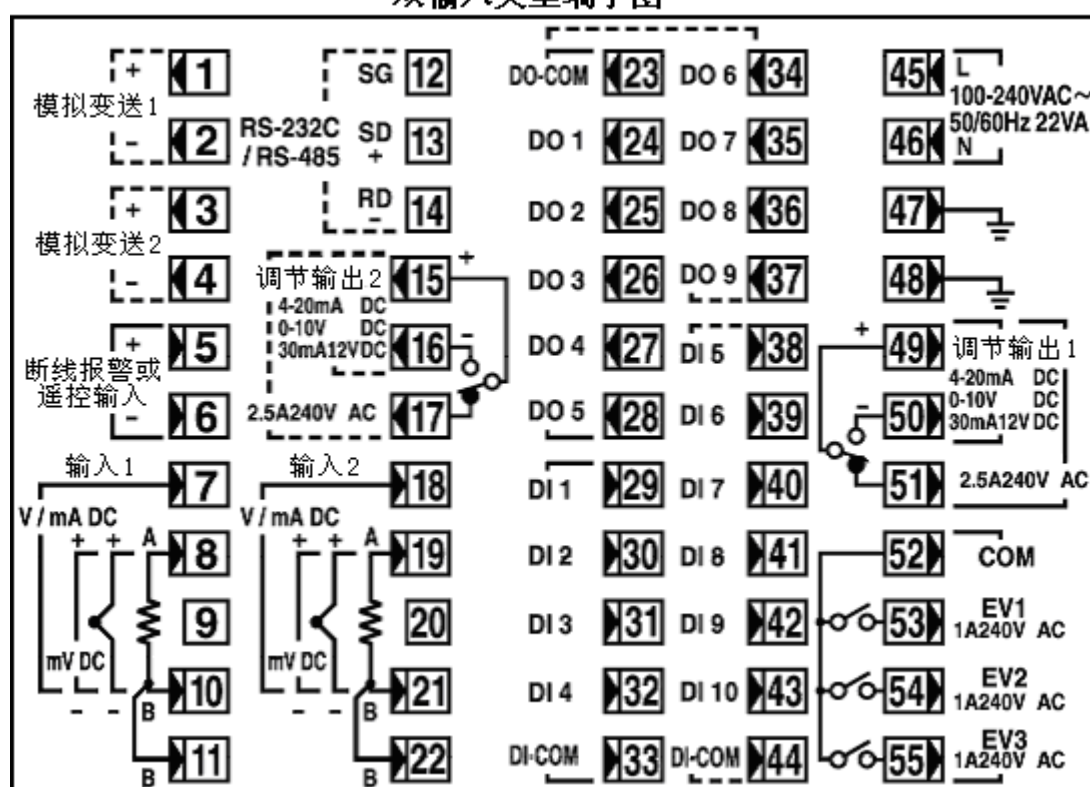 + 1 SG 12 DO-COM 23 DO 6 34 45 L
模拟变送1 100-240VAC~
- 2 RS-232C SD 13 DO 1 24 DO 7 35 46 50/60Hz 22VA
/ RS-485 + N
+ 3 RD 14 DO 2 25 DO 8 36 47
-
模拟变送2
- 4 调节输出2 15 + DO 3 26 DO 9 37 48
4-20mA DC
0-10V DC
+ 5 30mA12VDC 16 - DO 4 27 DI 5 38 + 49 调节输出1
断线报警或 4-20mA DC
遥控输入 0-10V DC
- 6 2.5A240V AC 17 DO 5 28 DI 6 39 - 50 30mA12V DC
输入1 7 输入2 18 DI 1 29 DI 7 40 51 2.5A240V AC
V / mA DC V / mA DC
+ + A 8 + + A 19 DI 2 30 DI 8 41 52 COM
9 20 DI 3 31 DI 9 42 53 EV1
1A240V AC
mV DC mV DC
10 21 DI 4 32 DI 10 43 54 EV2
- - B - - B 1A240V AC
B 11 B 22 DI-COM 33 DI-COM 44 55 EV3
1A240V AC